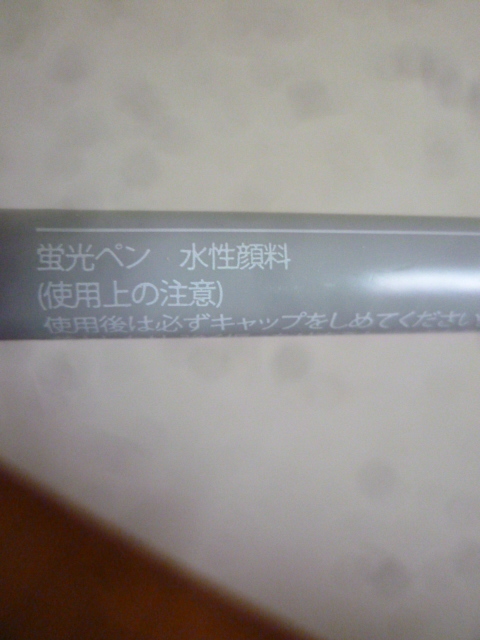 蛍光ペン　水性顔料
(使用上の注意)
使用後は必ずキャップをしめてください